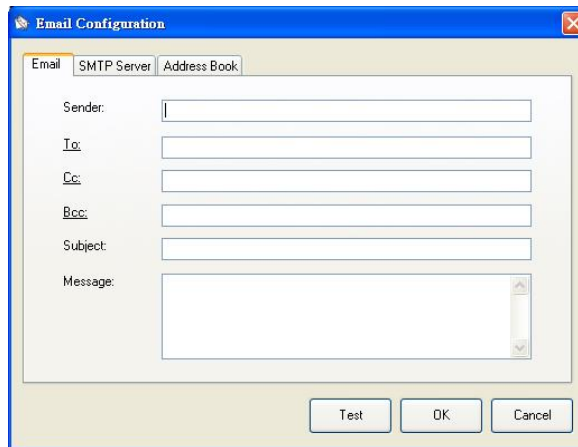 Email Configuration
Email SMTP Server Address Book
Sender:
To:
Cc:
Bcc:
Subject:
Message:
Test OK Cancel